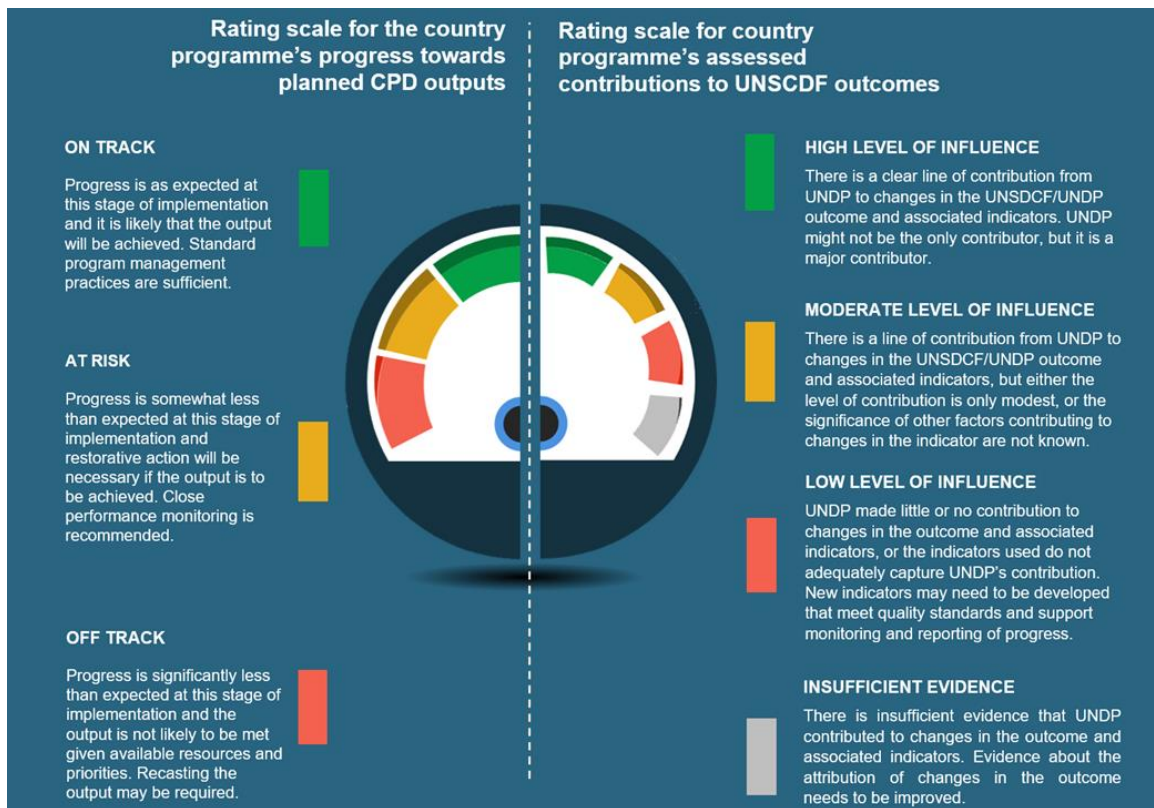 Rating scale for the country
programme's progress towards
planned CPD outputs
ON TRACK
Progress is as expected at
this stage of implementation
and it is likely that the output
will be achieved. Standard
program management
practices are sufficient.
AT RISK
Progress is somewhat less
than expected at this stage of
implementation and
restorative action will be
necessary if the output is to
be achieved. Close
performance monitoring is
recommended.
OFF TRACK
Progress is significantly less
than expected at this stage of
implementation and the
output is not likely to be met
given available resources and
priorities. Recasting the
output may be required.
Rating scale for country
programme's assessed
contributions to UNSCDF outcomes
HIGH LEVEL OF INFLUENCE
There is a clear line of contribution from
UNDP to changes in the UNSDCF/UNDP
outcome and associated indicators. UNDP
might not be the only contributor, but it is a
major contributor.
MODERATE LEVEL OF INFLUENCE
There is a line of contribution from UNDP to
changes in the UNSDCF/UNDP outcome
and associated indicators, but either the
level of contribution is only modest, or the
significance of other factors contributing to
changes in the indicator are not known.
LOW LEVEL OF INFLUENCE
UNDP made little or no contribution to
changes in the outcome and associated
indicators, or the indicators used do not
adequately capture UNDP's contribution.
New indicators may need to be developed
that meet quality standards and support
monitoring and reporting of progress.
INSUFFICIENT EVIDENCE
There is insufficient evidence that UNDP
contributed to changes in the outcome and
associated indicators. Evidence about the
attribution of changes in the outcome
needs to be improved.